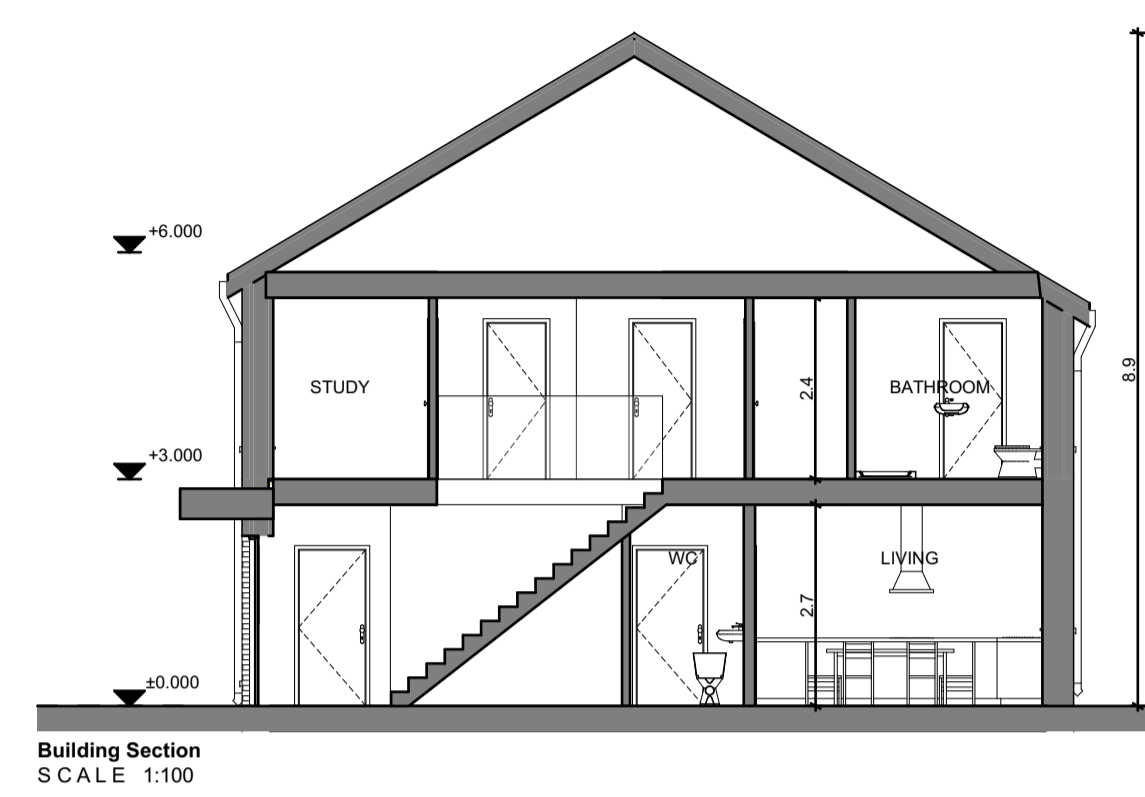 +6.000
8.9
STUDY
2.4
BATHROOM
+3.000
WC
LIVING
2.7
±0.000
Building Section
SCALE 1:100